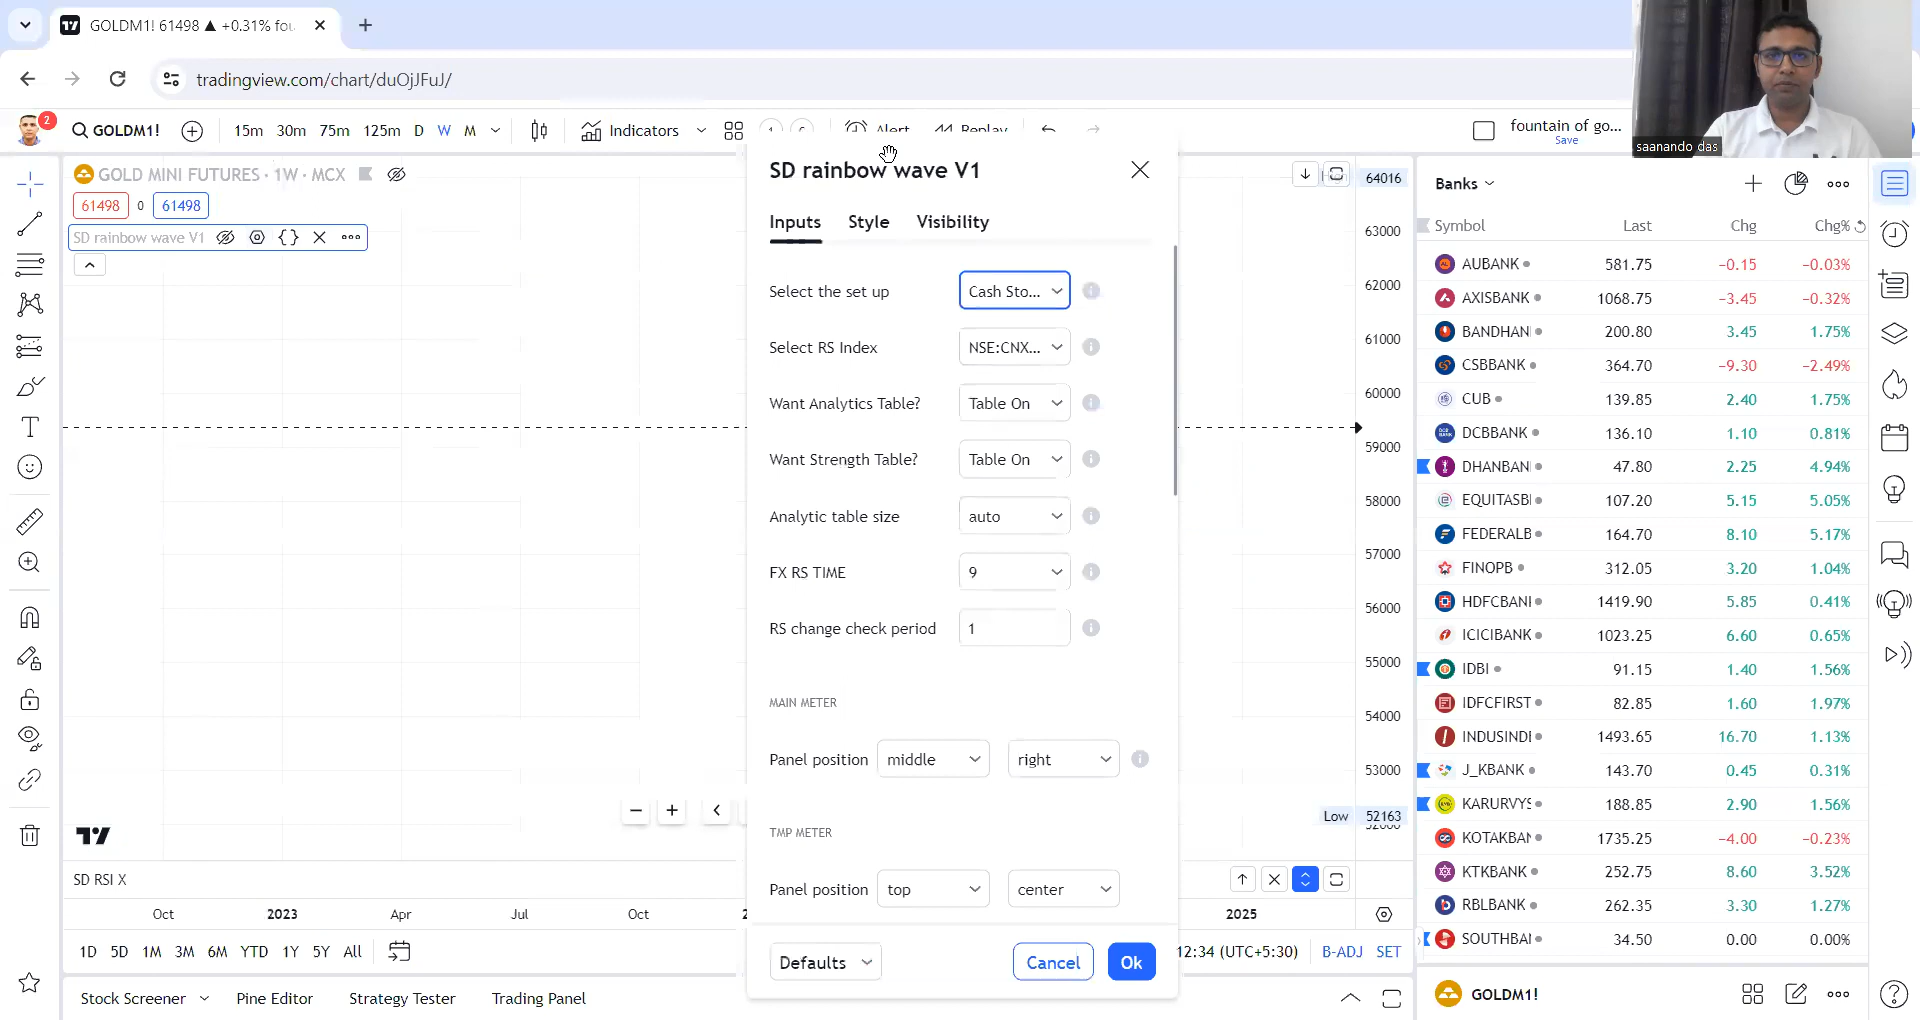 GOLDM1! 61498 ▲ +0.31% fou
tradingview.com/chart/duOjJFuJ/
2
GOLDM1! 15m 30m 75m 125m D W M Indicators Alert Replay
fountain of go...
Save
saanando das
GOLD MINI FUTURES · 1W · MCX
61498 0 61498
SD rainbow wave V1
SD rainbow wave V1
Inputs Style Visibility
Select the set up Cash Sto...
Select RS Index NSE:CNX...
Want Analytics Table? Table On
Want Strength Table? Table On
Analytic table size auto
FX RS TIME 9
RS change check period 1
MAIN METER
Panel position middle right
TMP METER
Panel position top center
Defaults Cancel Ok
64016
63000
62000
61000
60000
59000
58000
57000
56000
55000
54000
53000
Low 52163
SD RSI X
Oct 2023 Apr Jul Oct 2025
1D 5D 1M 3M 6M YTD 1Y 5Y All
12:34 (UTC+5:30) B-ADJ SET
Stock Screener Pine Editor Strategy Tester Trading Panel
Banks
Symbol Last Chg Chg%
AUBANK 581.75 −0.15 −0.03%
AXISBANK 1068.75 −3.45 −0.32%
BANDHAN 200.80 3.45 1.75%
CSBBANK 364.70 −9.30 −2.49%
CUB 139.85 2.40 1.75%
DCBBANK 136.10 1.10 0.81%
DHANBAN 47.80 2.25 4.94%
EQUITASB 107.20 5.15 5.05%
FEDERALB 164.70 8.10 5.17%
FINOPB 312.05 3.20 1.04%
HDFCBANK 1419.90 5.85 0.41%
ICICIBANK 1023.25 6.60 0.65%
IDBI 91.15 1.40 1.56%
IDFCFIRST 82.85 1.60 1.97%
INDUSINDB 1493.65 16.70 1.13%
J_KBANK 143.70 0.45 0.31%
KARURVYS 188.85 2.90 1.56%
KOTAKBAN 1735.25 −4.00 −0.23%
KTKBANK 252.75 8.60 3.52%
RBLBANK 262.35 3.30 1.27%
SOUTHBAN 34.50 0.00 0.00%
GOLDM1!